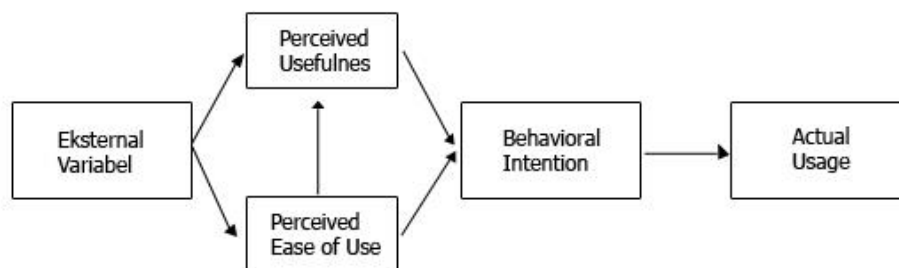 Perceived
Usefulnes
Eksternal
Variabel
Behavioral
Intention
Actual
Usage
Perceived
Ease of Use